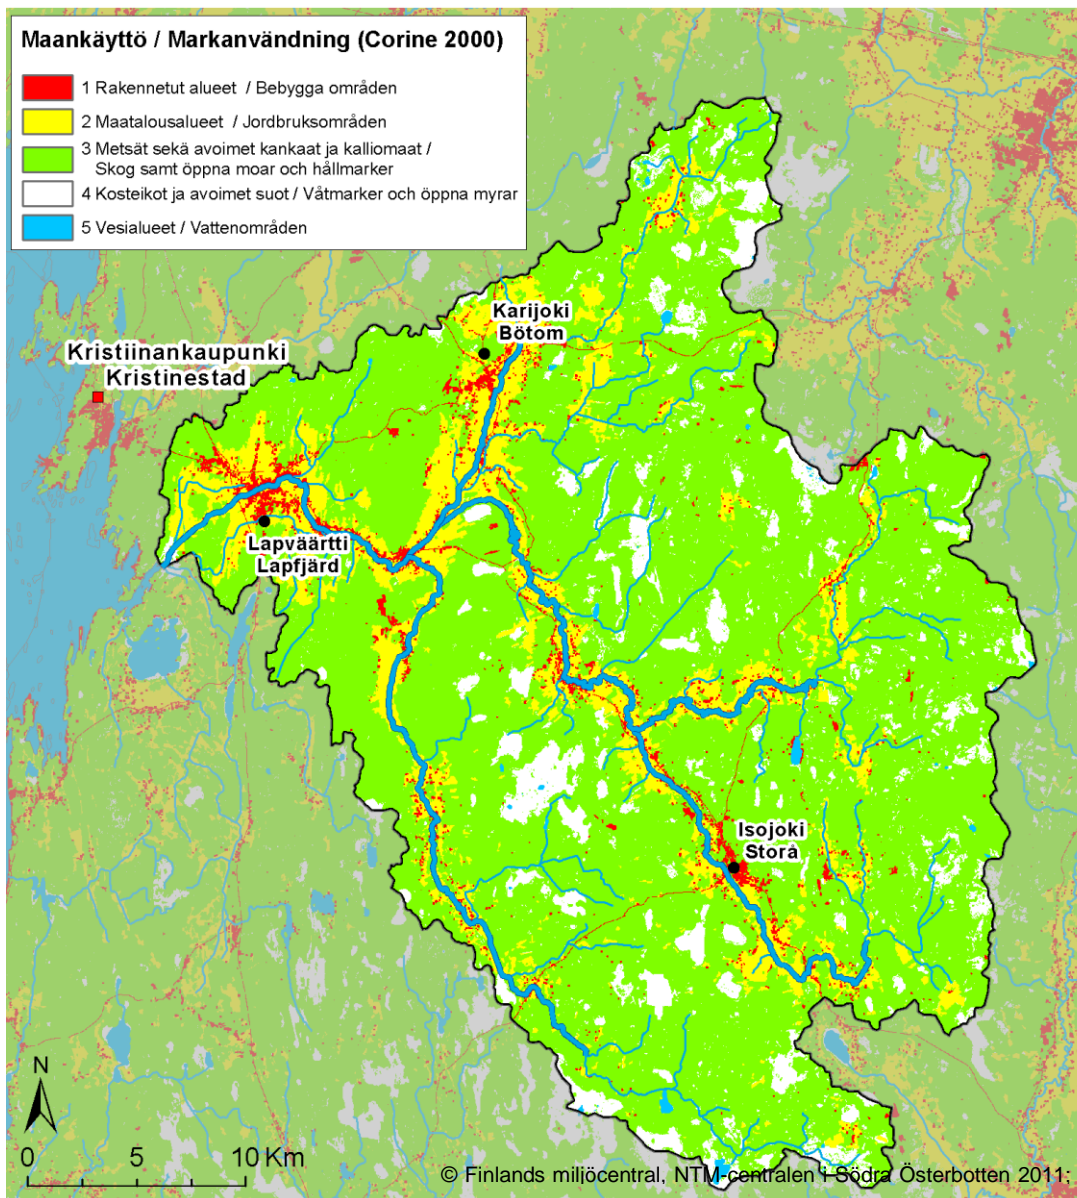 Maankäyttö / Markanvändning (Corine 2000)
1 Rakennetut alueet / Bebygga områden
2 Maatalousalueet / Jordbruksområden
3 Metsät sekä avoimet kankaat ja kalliomaat /
Skog samt öppna moar och hällmarker
4 Kosteikot ja avoimet suot / Våtmarker och öppna myrar
5 Vesialueet / Vattenområden
Karijoki
Bötom
Kristiinankaupunki
Kristinestad
Lapväärtti
Lapfjärd
Isojoki
Storå
N
0 5 10 Km
© Finlands miljöcentral, NTM-centralen i Södra Österbotten 2011;